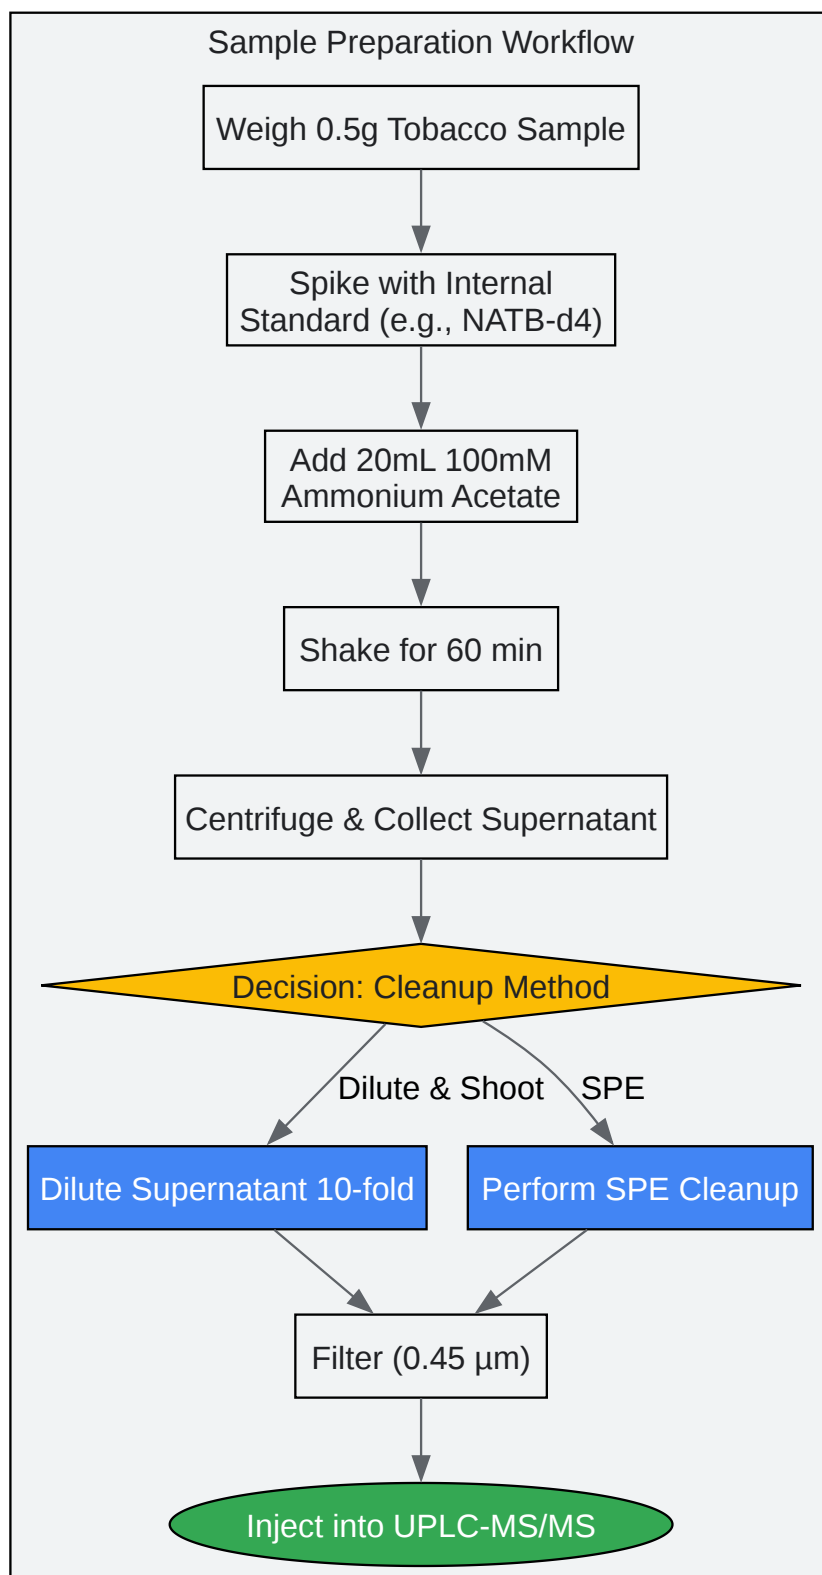 Sample Preparation Workflow
Weigh 0.5g Tobacco Sample
Spike with Internal
Standard (e.g., NATB-d4)
Add 20mL 100mM
Ammonium Acetate
Shake for 60 min
Centrifuge & Collect Supernatant
Decision: Cleanup Method
Dilute & Shoot
SPE
Dilute Supernatant 10-fold
Perform SPE Cleanup
Filter (0.45 µm)
Inject into UPLC-MS/MS